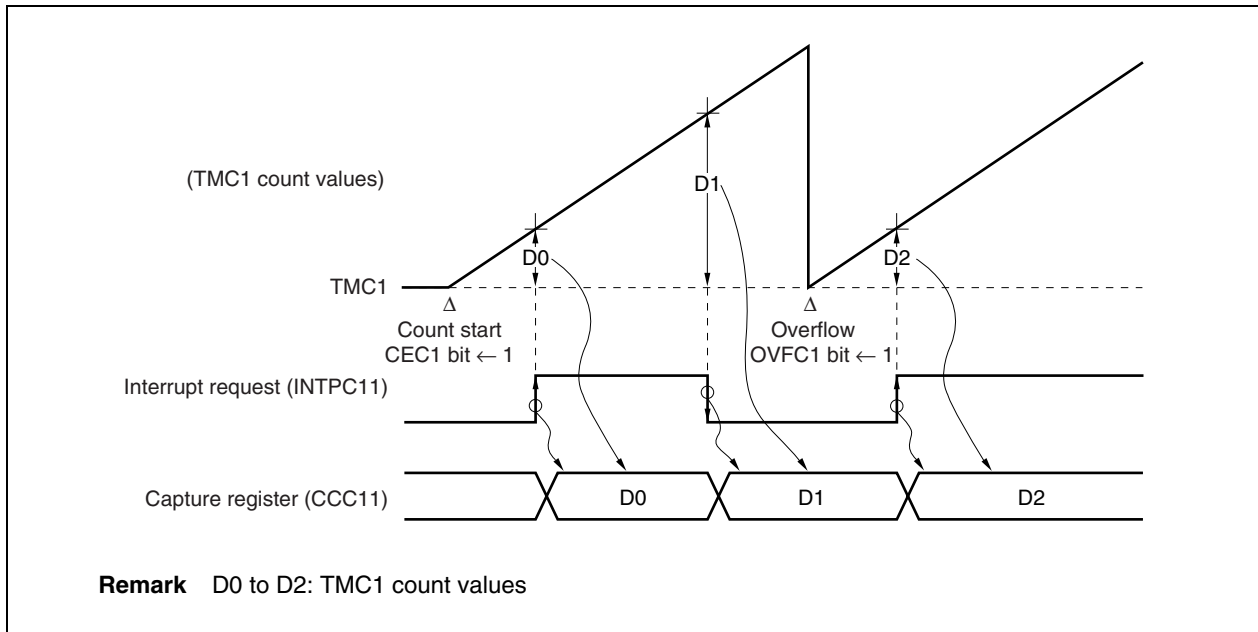 (TMC1 count values)
D1
D0
D2
TMC1
Δ
Δ
Count start
CEC1 bit ← 1
Overflow
OVFC1 bit ← 1
Interrupt request (INTPC11)
Capture register (CCC11)
D0
D1
D2
Remark D0 to D2: TMC1 count values